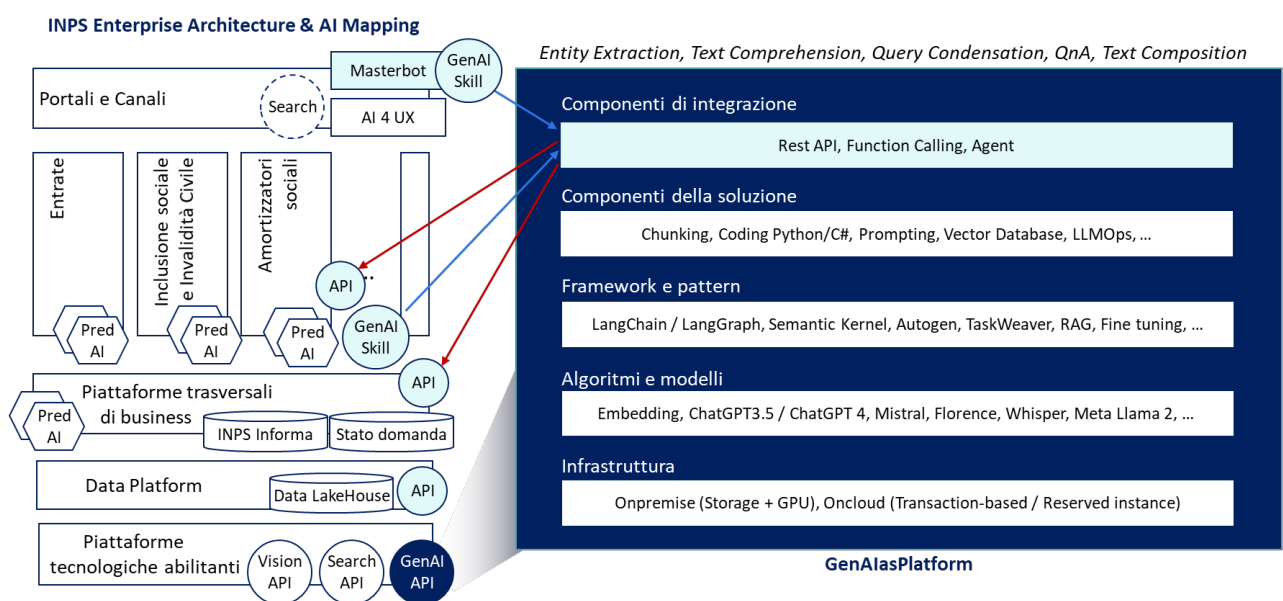 INPS Enterprise Architecture & AI Mapping
Masterbot
GenAI
Skill
Portali e Canali
Search
AI 4 UX
Entrate
Inclusione sociale
e Invalidità Civile
Amortizzatori
sociali
..
API
Pred
AI
Pred
AI
Pred
AI
GenAI
Skill
Piattaforme trasversali
di business
API
Pred
AI
INPS Informa
Stato domanda
Data Platform
Data LakeHouse
API
Piattaforme
tecnologiche abilitanti
Vision
API
Search
API
GenAI
API
Entity Extraction, Text Comprehension, Query Condensation, QnA, Text Composition
Componenti di integrazione
Rest API, Function Calling, Agent
Componenti della soluzione
Chunking, Coding Python/C#, Prompting, Vector Database, LLMOps, ...
Framework e pattern
LangChain / LangGraph, Semantic Kernel, Autogen, TaskWeaver, RAG, Fine tuning, ...
Algoritmi e modelli
Embedding, ChatGPT3.5 / ChatGPT 4, Mistral, Florence, Whisper, Meta Llama 2, ...
Infrastruttura
Onpremise (Storage + GPU), Oncloud (Transaction-based / Reserved instance)
GenAIasPlatform